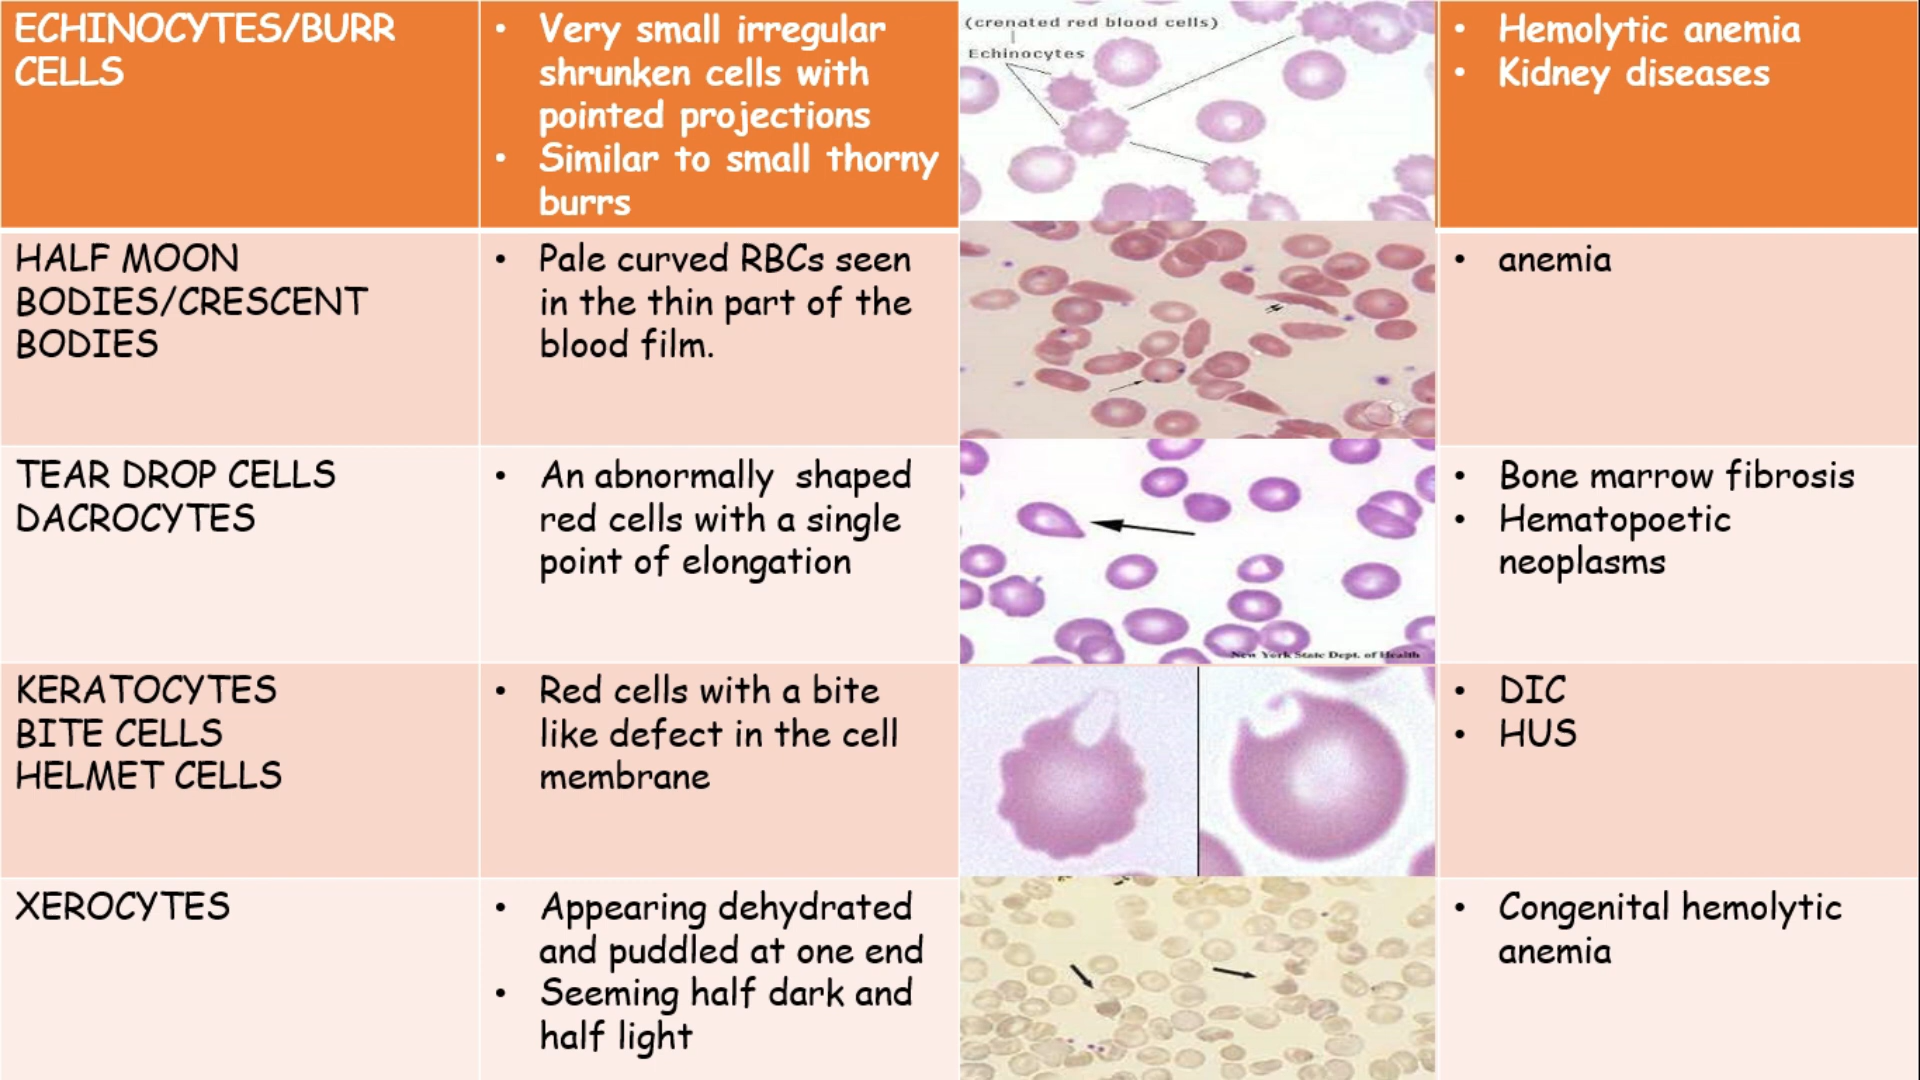 ECHINOCYTES/BURR
CELLS
• Very small irregular
shrunken cells with
pointed projections
• Similar to small thorny
burrs
(crenated red blood cells)
Echinocytes
• Hemolytic anemia
• Kidney diseases
HALF MOON
BODIES/CRESCENT
BODIES
• Pale curved RBCs seen
in the thin part of the
blood film.
• anemia
TEAR DROP CELLS
DACROCYTES
• An abnormally shaped
red cells with a single
point of elongation
New York State Dept. of Health
• Bone marrow fibrosis
• Hematopoetic
neoplasms
KERATOCYTES
BITE CELLS
HELMET CELLS
• Red cells with a bite
like defect in the cell
membrane
• DIC
• HUS
XEROCYTES
• Appearing dehydrated
and puddled at one end
• Seeming half dark and
half light
• Congenital hemolytic
anemia